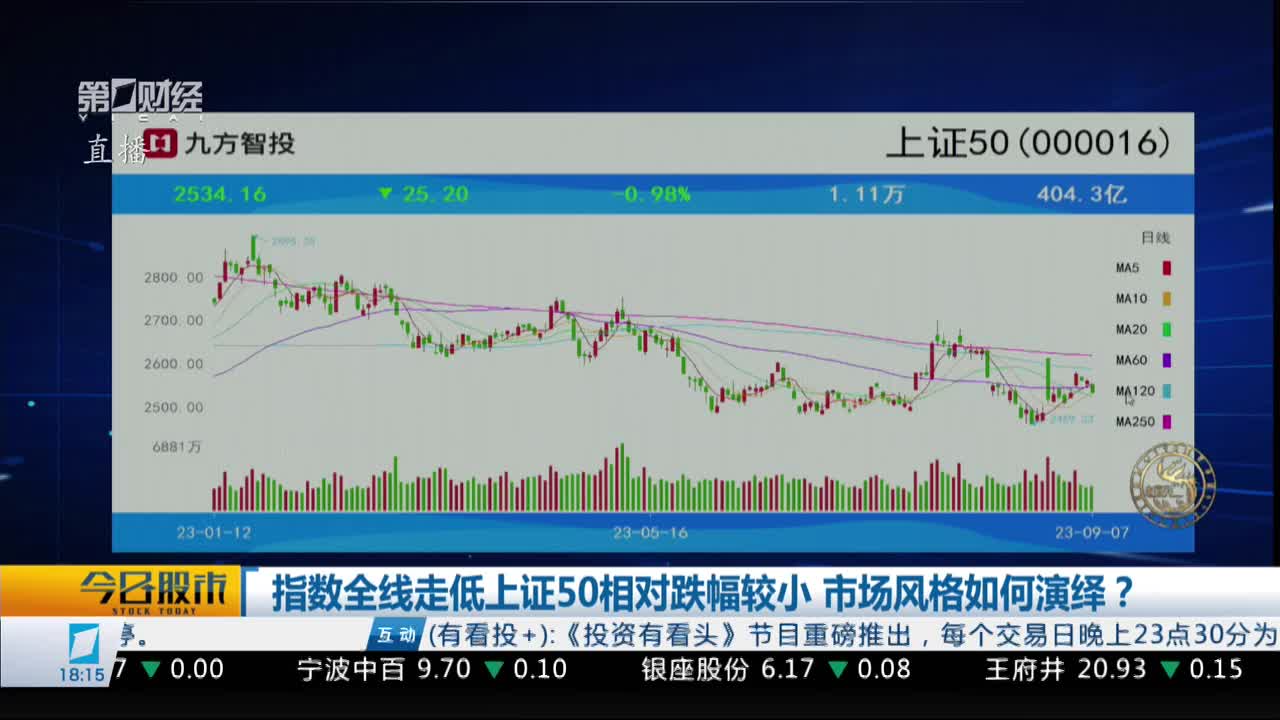 第一财经
YICAI
直播
九方智投
上证50(000016)
2534.16 ▼ 25.20 -0.98% 1.11万 404.3亿
日线
2800.00
2700.00
2600.00
2500.00
6881万
MA5
MA10
MA20
MA60
MA120
MA250
23-01-12 23-05-16 23-09-07
今日股市
STOCK TODAY
指数全线走低上证50相对跌幅较小 市场风格如何演绎？
停。 互动 (有看投+):《投资有看头》节目重磅推出，每个交易日晚上23点30分为
18:15
7 ▼ 0.00 宁波中百 9.70 ▼ 0.10 银座股份 6.17 ▼ 0.08 王府井 20.93 ▼ 0.15